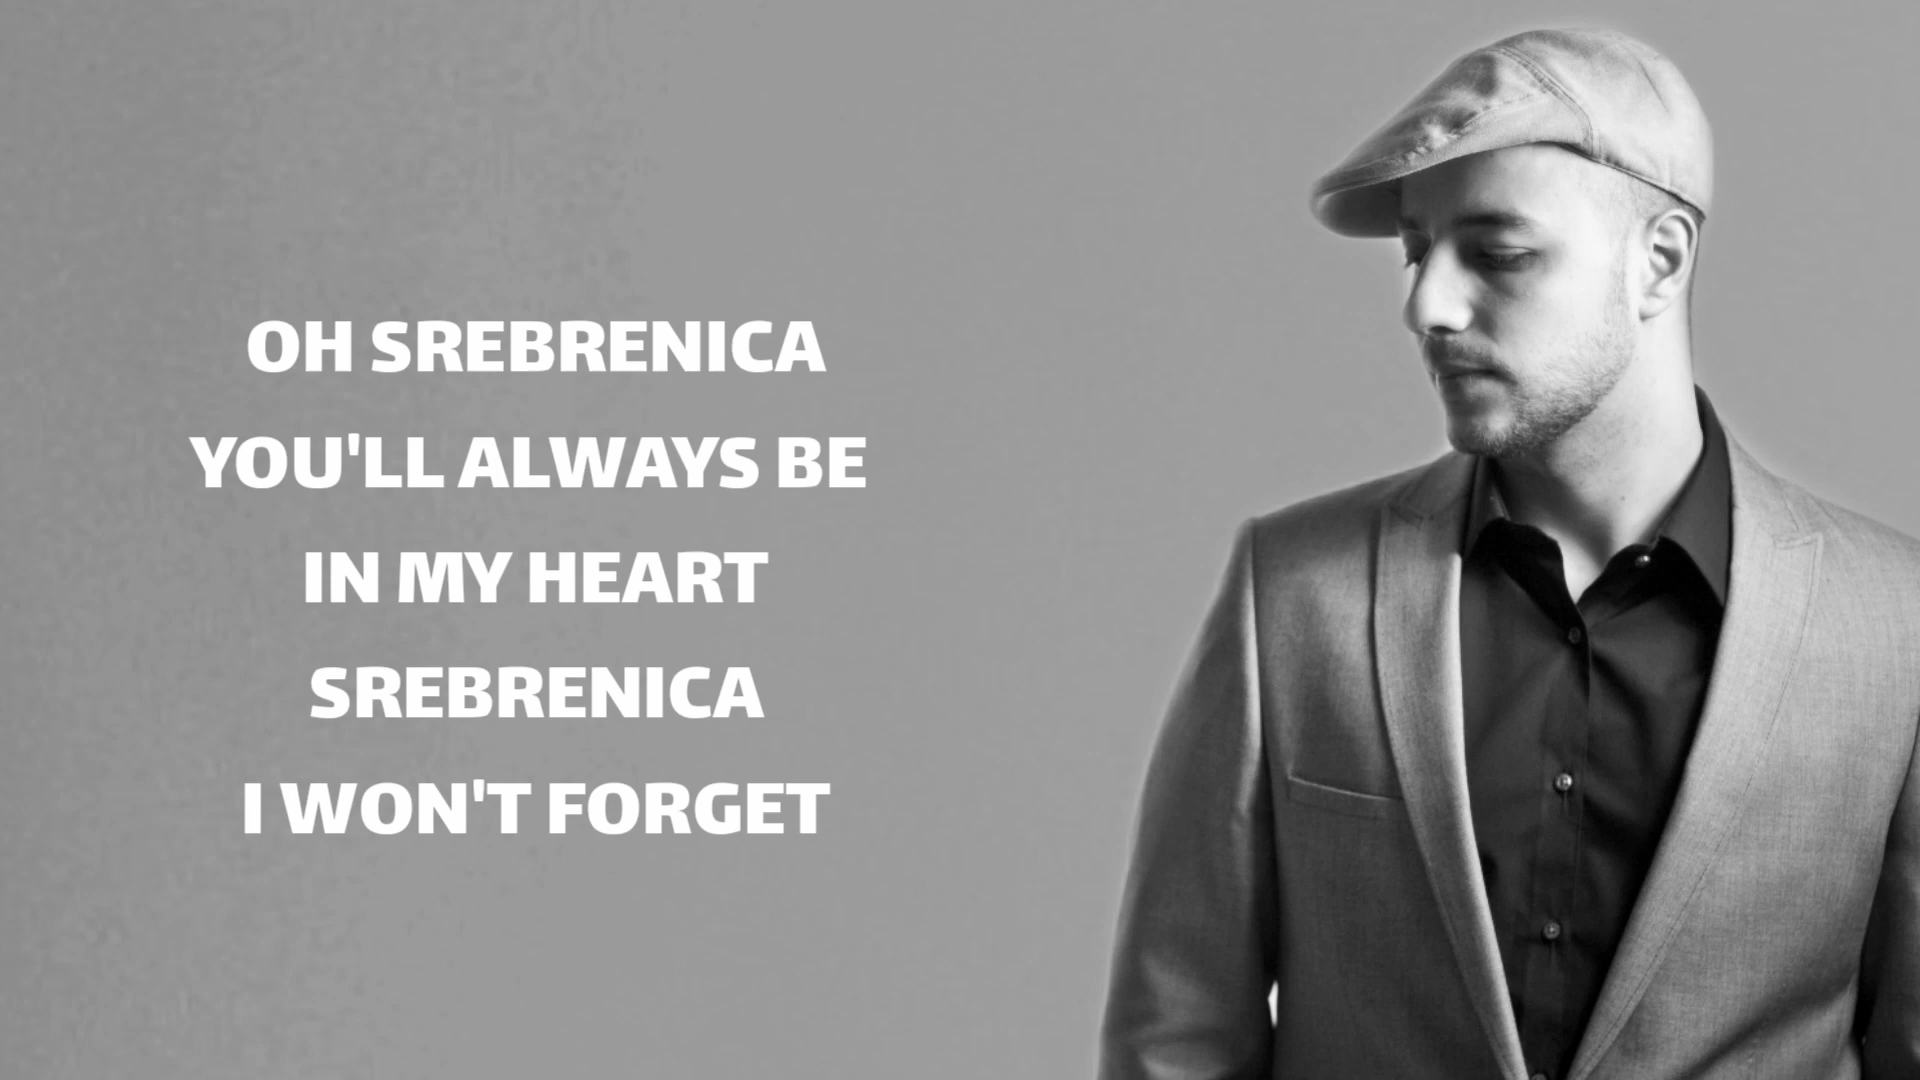 OH SREBRENICA
YOU'LL ALWAYS BE
IN MY HEART
SREBRENICA
I WON'T FORGET